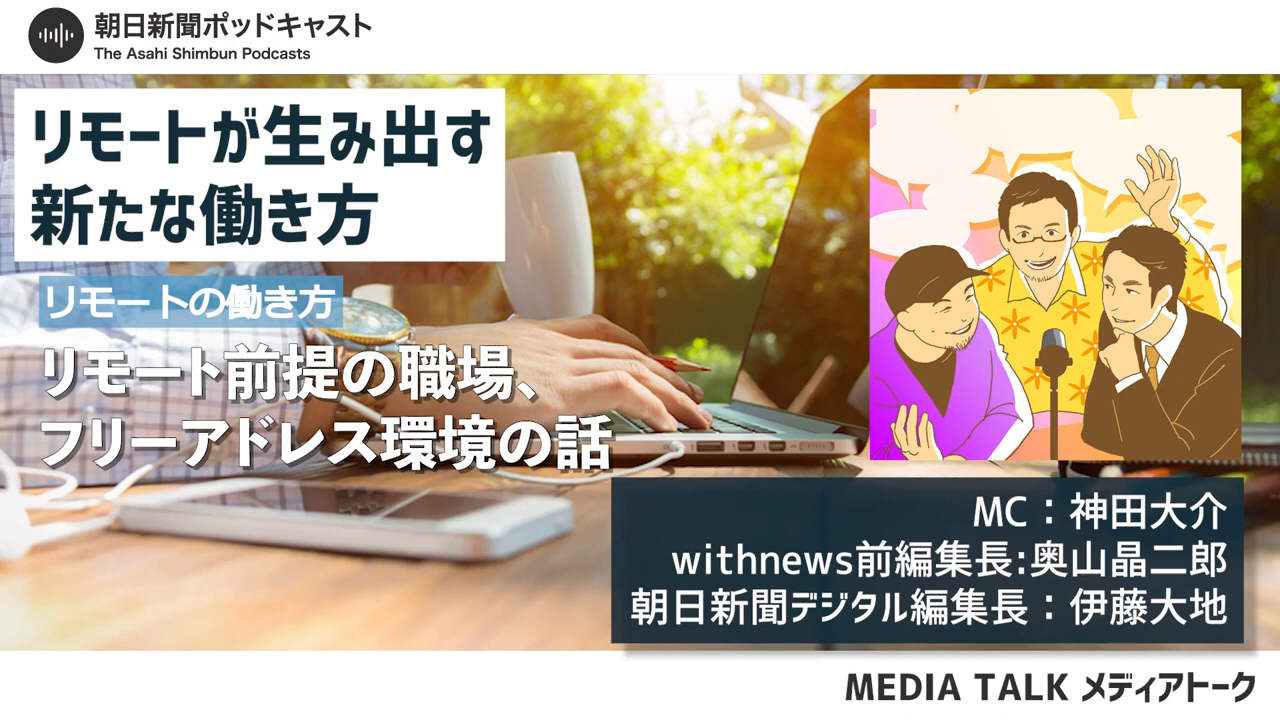 朝日新聞ポッドキャスト
The Asahi Shimbun Podcasts
リモートが生み出す
新たな働き方
リモートの働き方
リモート前提の職場、
フリーアドレス環境の話
MC：神田大介
withnews前編集長:奥山晶二郎
朝日新聞デジタル編集長：伊藤大地
MEDIA TALK メディアトーク